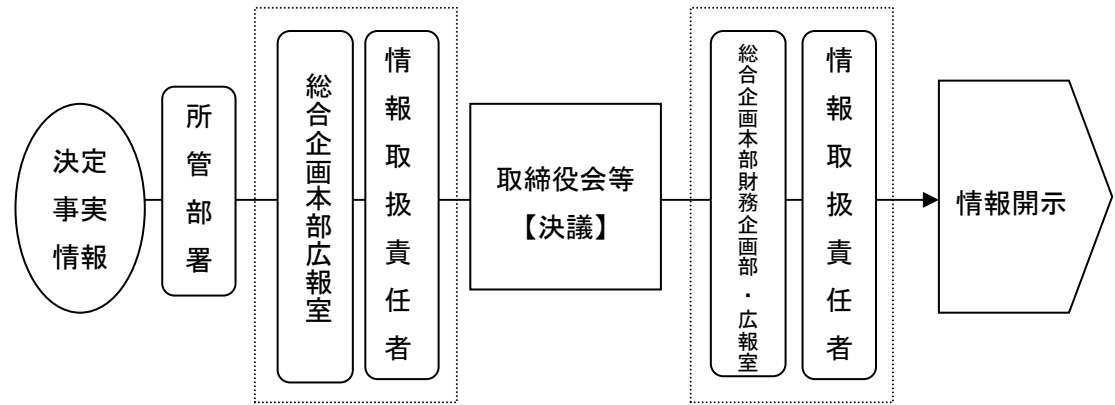 決定
事実
情報
所管部署
総合企画本部広報室
情報取扱責任者
取締役会等
【決議】
総合企画本部財務企画部・広報室
情報取扱責任者
情報開示